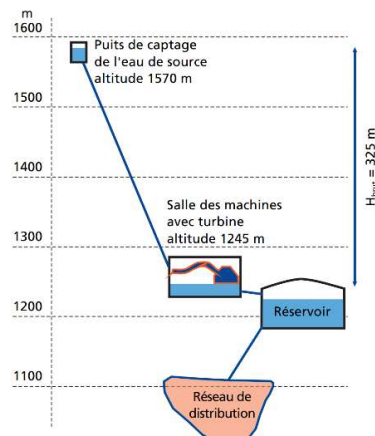 m
1600
Puits de captage
de l'eau de source
altitude 1570 m
1500
1400
Salle des machines
avec turbine
altitude 1245 m
1300
1200
Réservoir
1100
Réseau de
distribution
H_brut = 325 m